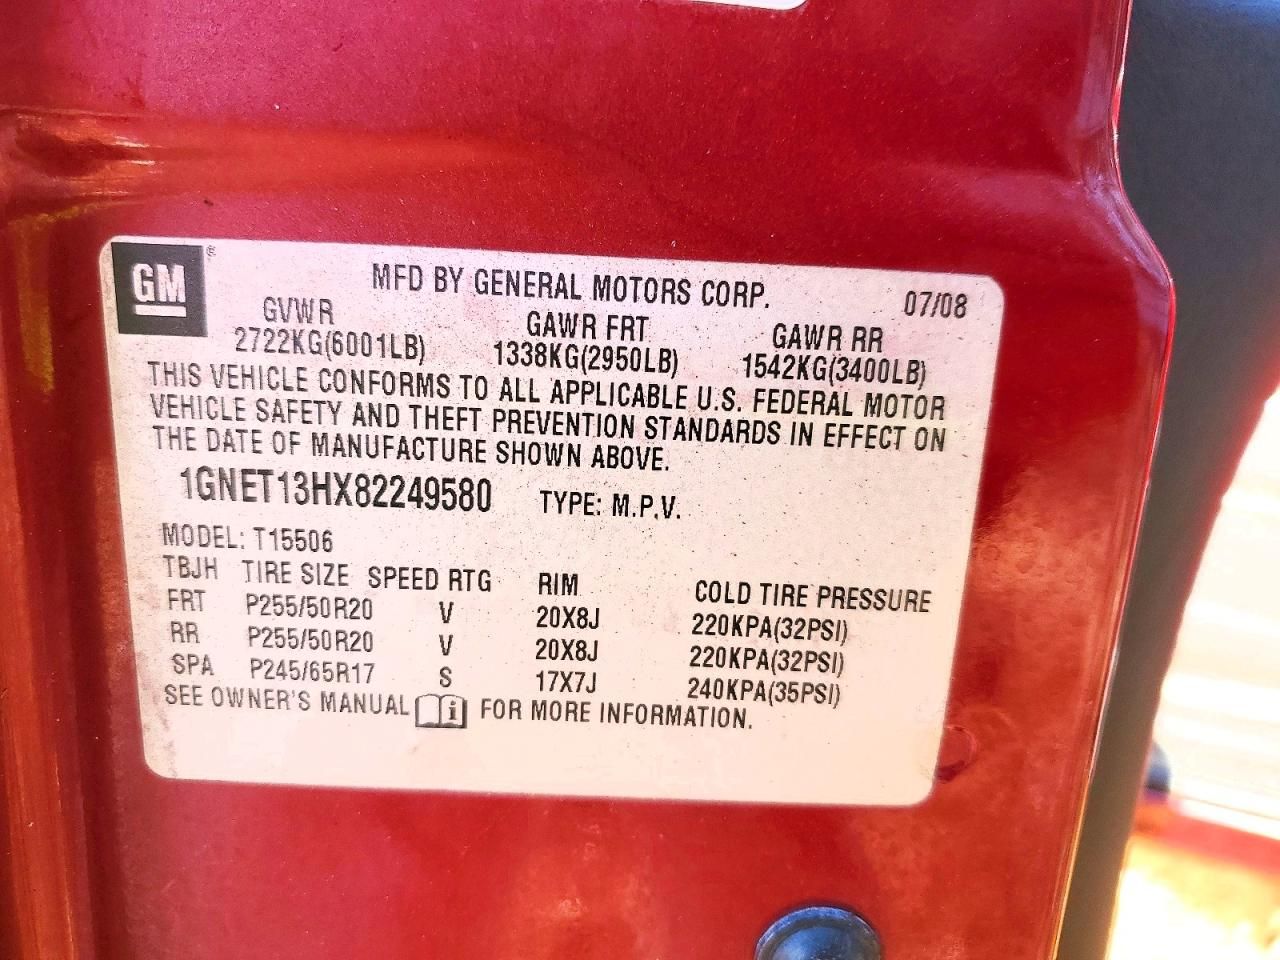 GM ®
MFD BY GENERAL MOTORS CORP. 07/08
GVWR GAWR FRT GAWR RR
2722KG(6001LB) 1338KG(2950LB) 1542KG(3400LB)
THIS VEHICLE CONFORMS TO ALL APPLICABLE U.S. FEDERAL MOTOR
VEHICLE SAFETY AND THEFT PREVENTION STANDARDS IN EFFECT ON
THE DATE OF MANUFACTURE SHOWN ABOVE.
1GNET13HX82249580 TYPE: M.P.V.
MODEL: T15506
TBJH TIRE SIZE SPEED RTG RIM COLD TIRE PRESSURE
FRT P255/50R20 V 20X8J 220KPA(32PSI)
RR P255/50R20 V 20X8J 220KPA(32PSI)
SPA P245/65R17 S 17X7J 240KPA(35PSI)
SEE OWNER'S MANUAL i FOR MORE INFORMATION.